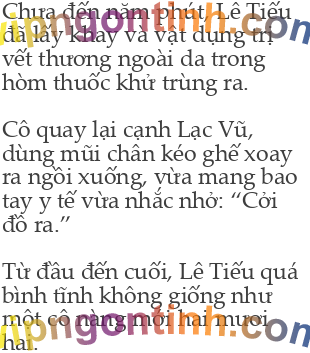 Chưa đến năm phút, Lê Tiếu
đã lấy khay và vật dụng trị
vết thương ngoài da trong
hòm thuốc khử trùng ra.
Cô quay lại cạnh Lạc Vũ,
dùng mũi chân kéo ghế xoay
ra ngồi xuống, vừa mang bao
tay y tế vừa nhắc nhở: “Cởi
đồ ra.”
Từ đầu đến cuối, Lê Tiếu quá
bình tĩnh không giống như
một cô nàng mới hai mươi
hai.
vipngontinh.com
vipngontinh.com